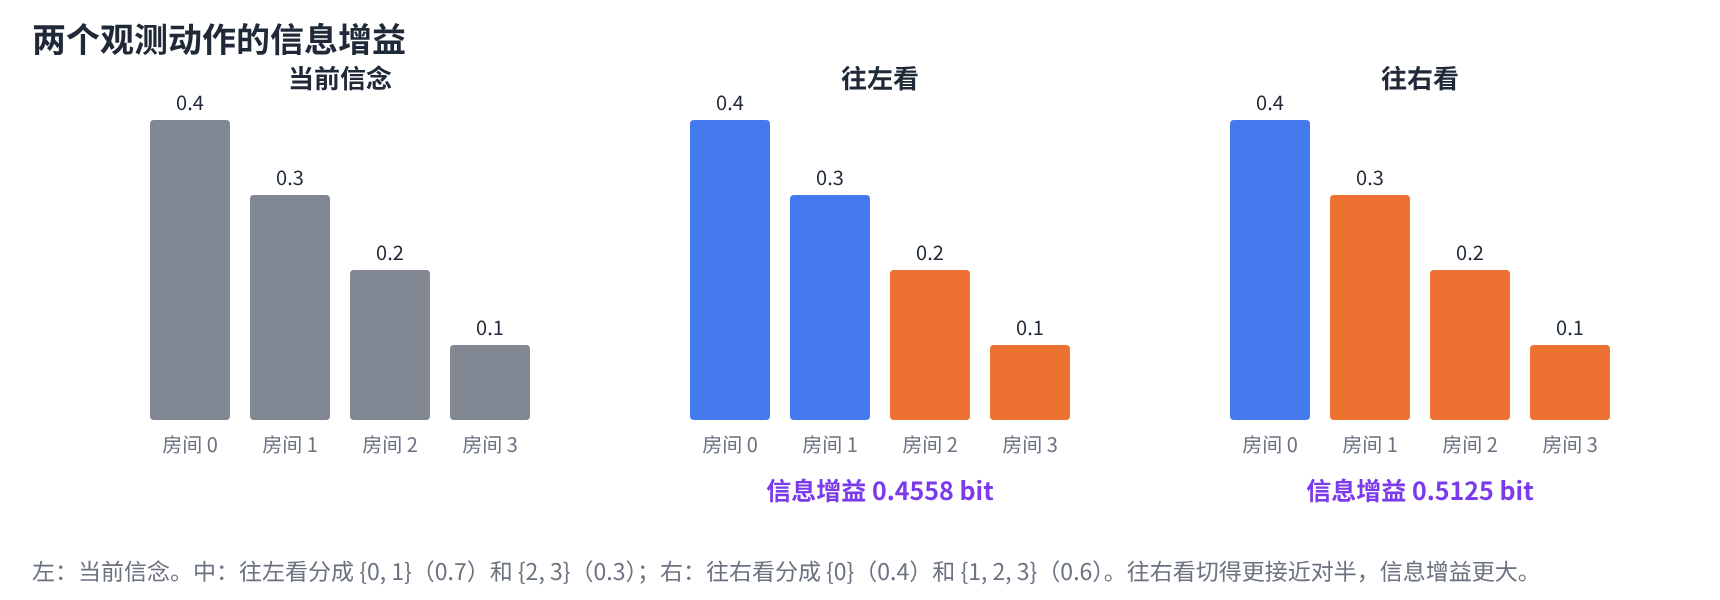 两个观测动作的信息增益
当前信念
往左看
往右看
0.4
0.3
0.2
0.1
0.4
0.3
0.2
0.1
0.4
0.3
0.2
0.1
房间 0
房间 1
房间 2
房间 3
房间 0
房间 1
房间 2
房间 3
房间 0
房间 1
房间 2
房间 3
信息增益 0.4558 bit
信息增益 0.5125 bit
左：当前信念。中：往左看分成 {0, 1}（0.7）和 {2, 3}（0.3）；右：往右看分成 {0}（0.4）和 {1, 2, 3}（0.6）。往右看切得更接近对半，信息增益更大。